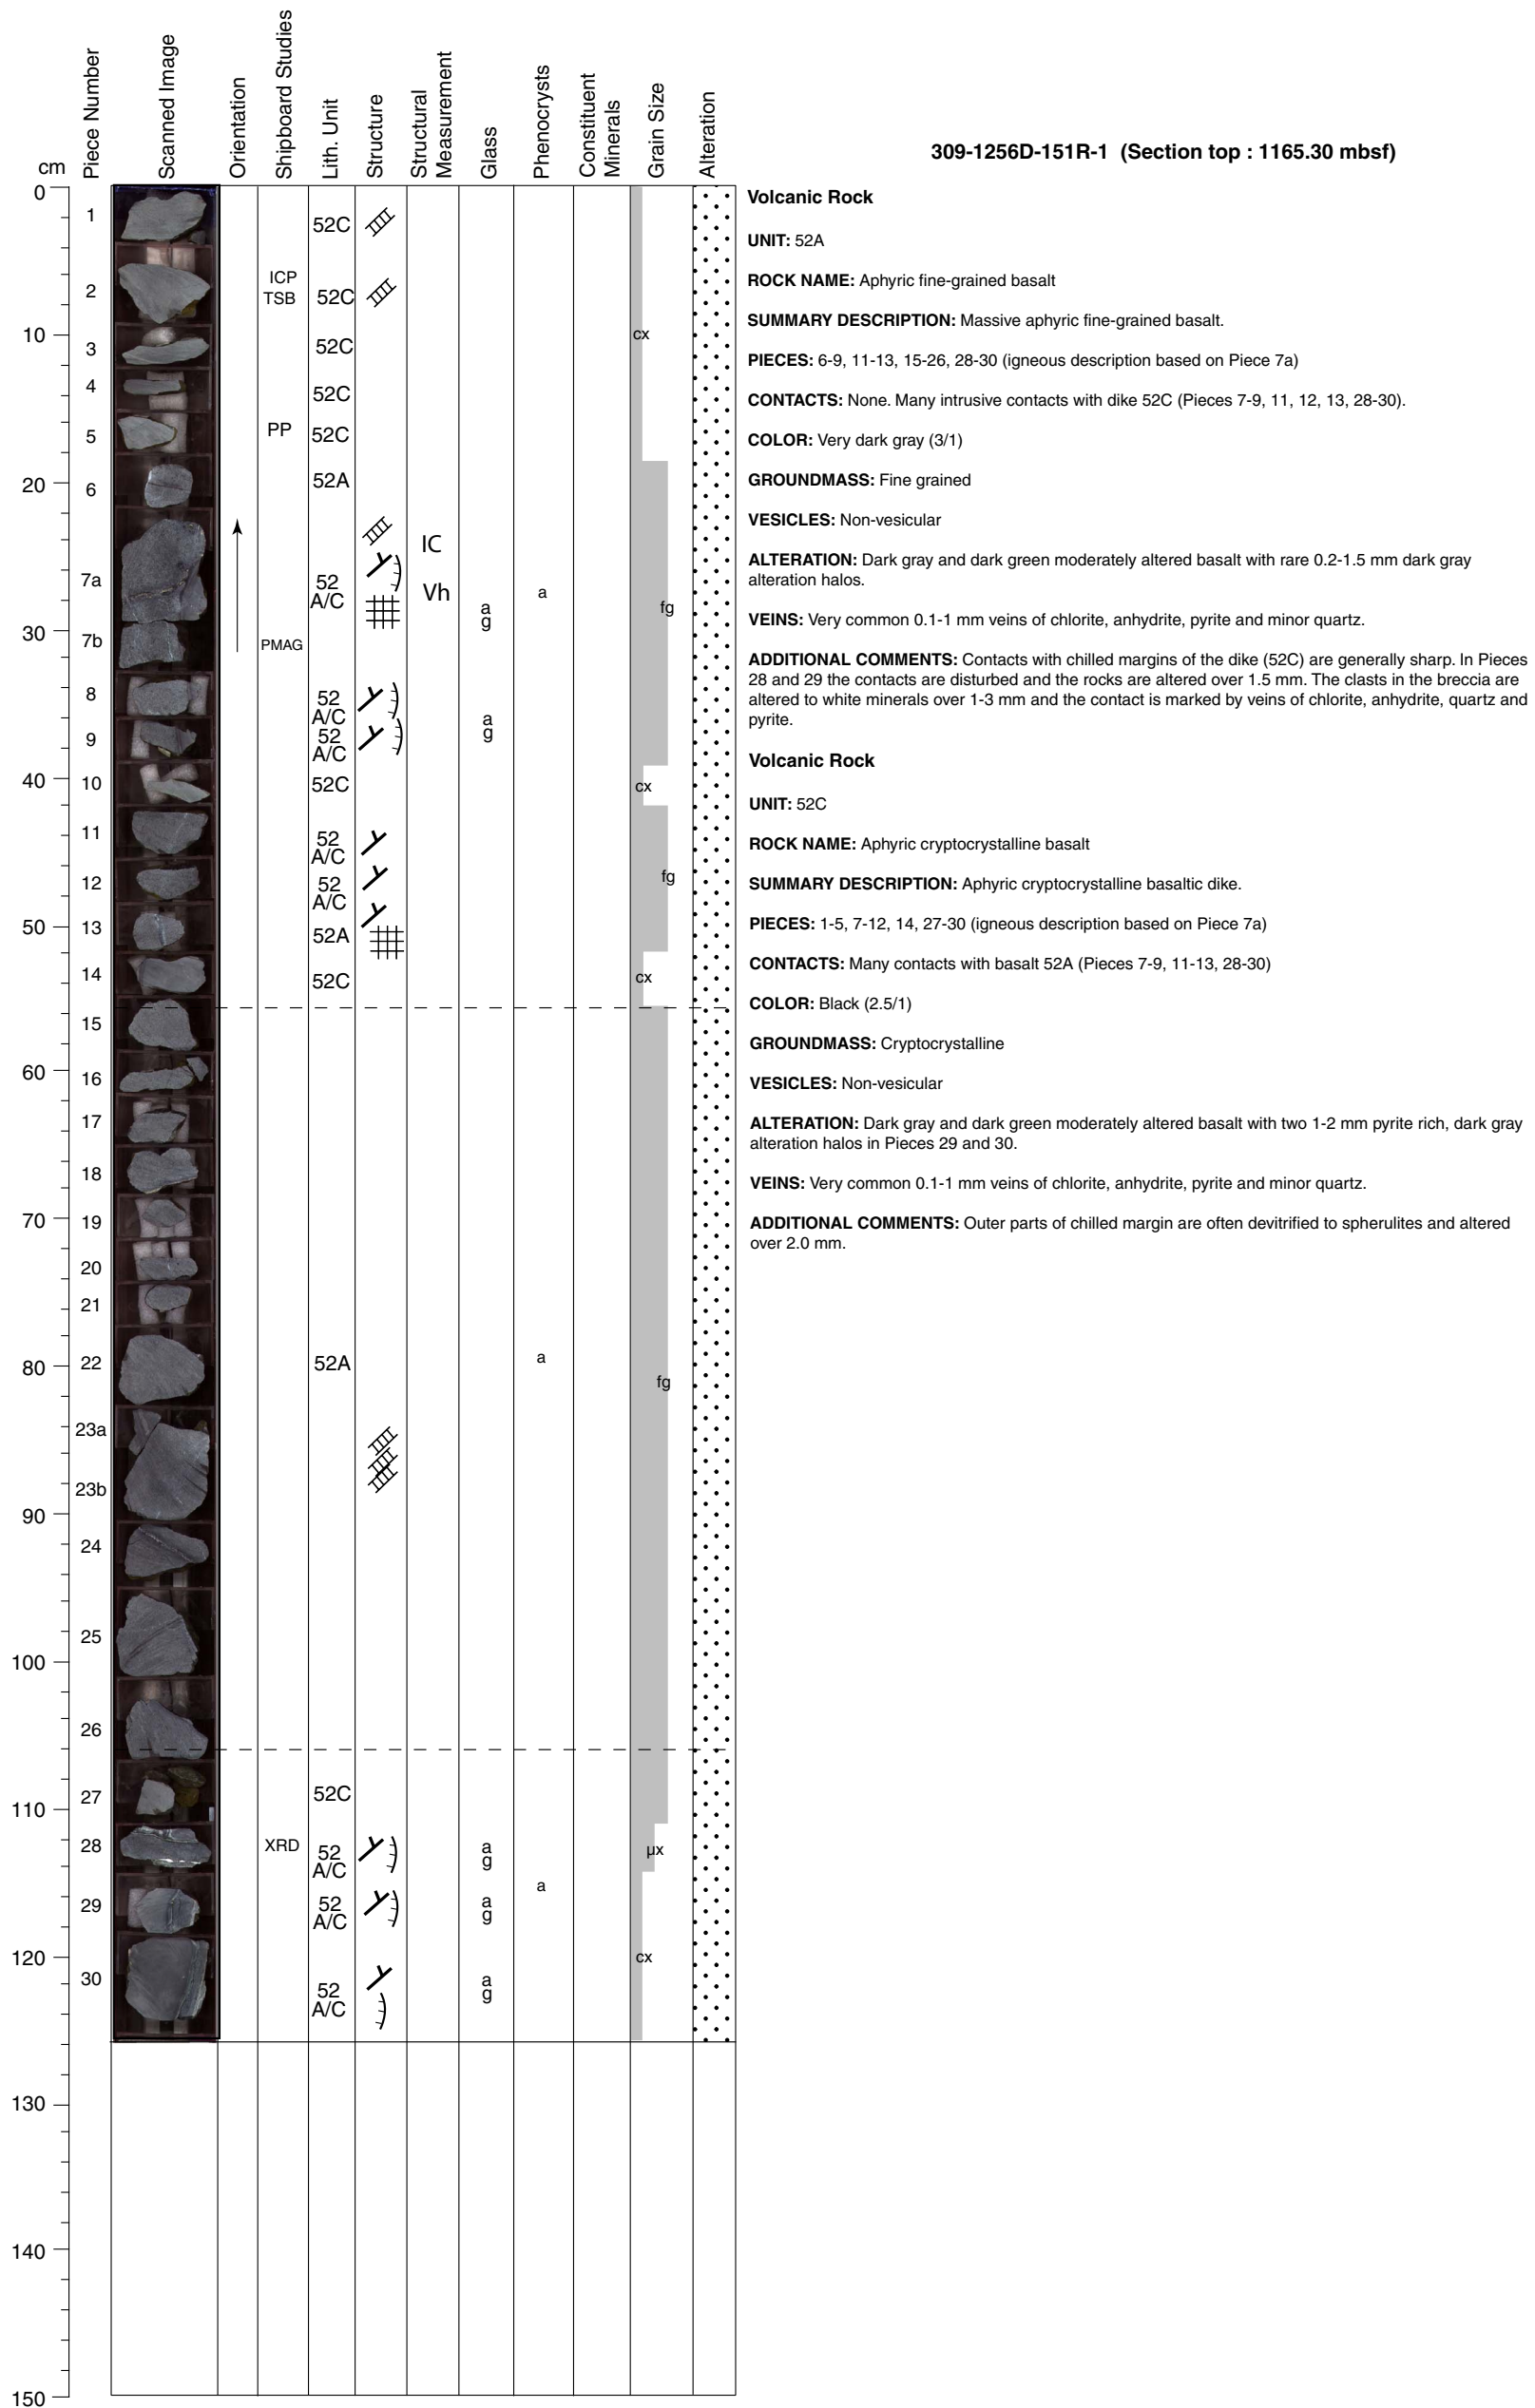 cm
Piece Number
Scanned Image
Orientation
Shipboard Studies
Lith. Unit
Structure
Structural Measurement
Glass
Phenocrysts
Constituent Minerals
Grain Size
Alteration
309-1256D-151R-1 (Section top : 1165.30 mbsf)
0
10
20
30
40
50
60
70
80
90
100
110
120
130
140
150
1
2
3
4
5
6
7a
7b
8
9
10
11
12
13
14
15
16
17
18
19
20
21
22
23a
23b
24
25
26
27
28
29
30
ICP
TSB
PP
PMAG
XRD
52C
52C
52C
52C
52C
52A
52
A/C
52
A/C
52
A/C
52C
52
A/C
52
A/C
52A
52C
52A
52C
52
A/C
52
A/C
52
A/C
IC
Vh
a
g
a
g
a
g
a
g
a
g
a
a
a
cx
fg
cx
fg
cx
fg
µx
cx
Volcanic Rock
UNIT: 52A
ROCK NAME: Aphyric fine-grained basalt
SUMMARY DESCRIPTION: Massive aphyric fine-grained basalt.
PIECES: 6-9, 11-13, 15-26, 28-30 (igneous description based on Piece 7a)
CONTACTS: None. Many intrusive contacts with dike 52C (Pieces 7-9, 11, 12, 13, 28-30).
COLOR: Very dark gray (3/1)
GROUNDMASS: Fine grained
VESICLES: Non-vesicular
ALTERATION: Dark gray and dark green moderately altered basalt with rare 0.2-1.5 mm dark gray
alteration halos.
VEINS: Very common 0.1-1 mm veins of chlorite, anhydrite, pyrite and minor quartz.
ADDITIONAL COMMENTS: Contacts with chilled margins of the dike (52C) are generally sharp. In Pieces
28 and 29 the contacts are disturbed and the rocks are altered over 1.5 mm. The clasts in the breccia are
altered to white minerals over 1-3 mm and the contact is marked by veins of chlorite, anhydrite, quartz and
pyrite.
Volcanic Rock
UNIT: 52C
ROCK NAME: Aphyric cryptocrystalline basalt
SUMMARY DESCRIPTION: Aphyric cryptocrystalline basaltic dike.
PIECES: 1-5, 7-12, 14, 27-30 (igneous description based on Piece 7a)
CONTACTS: Many contacts with basalt 52A (Pieces 7-9, 11-13, 28-30)
COLOR: Black (2.5/1)
GROUNDMASS: Cryptocrystalline
VESICLES: Non-vesicular
ALTERATION: Dark gray and dark green moderately altered basalt with two 1-2 mm pyrite rich, dark gray
alteration halos in Pieces 29 and 30.
VEINS: Very common 0.1-1 mm veins of chlorite, anhydrite, pyrite and minor quartz.
ADDITIONAL COMMENTS: Outer parts of chilled margin are often devitrified to spherulites and altered
over 2.0 mm.